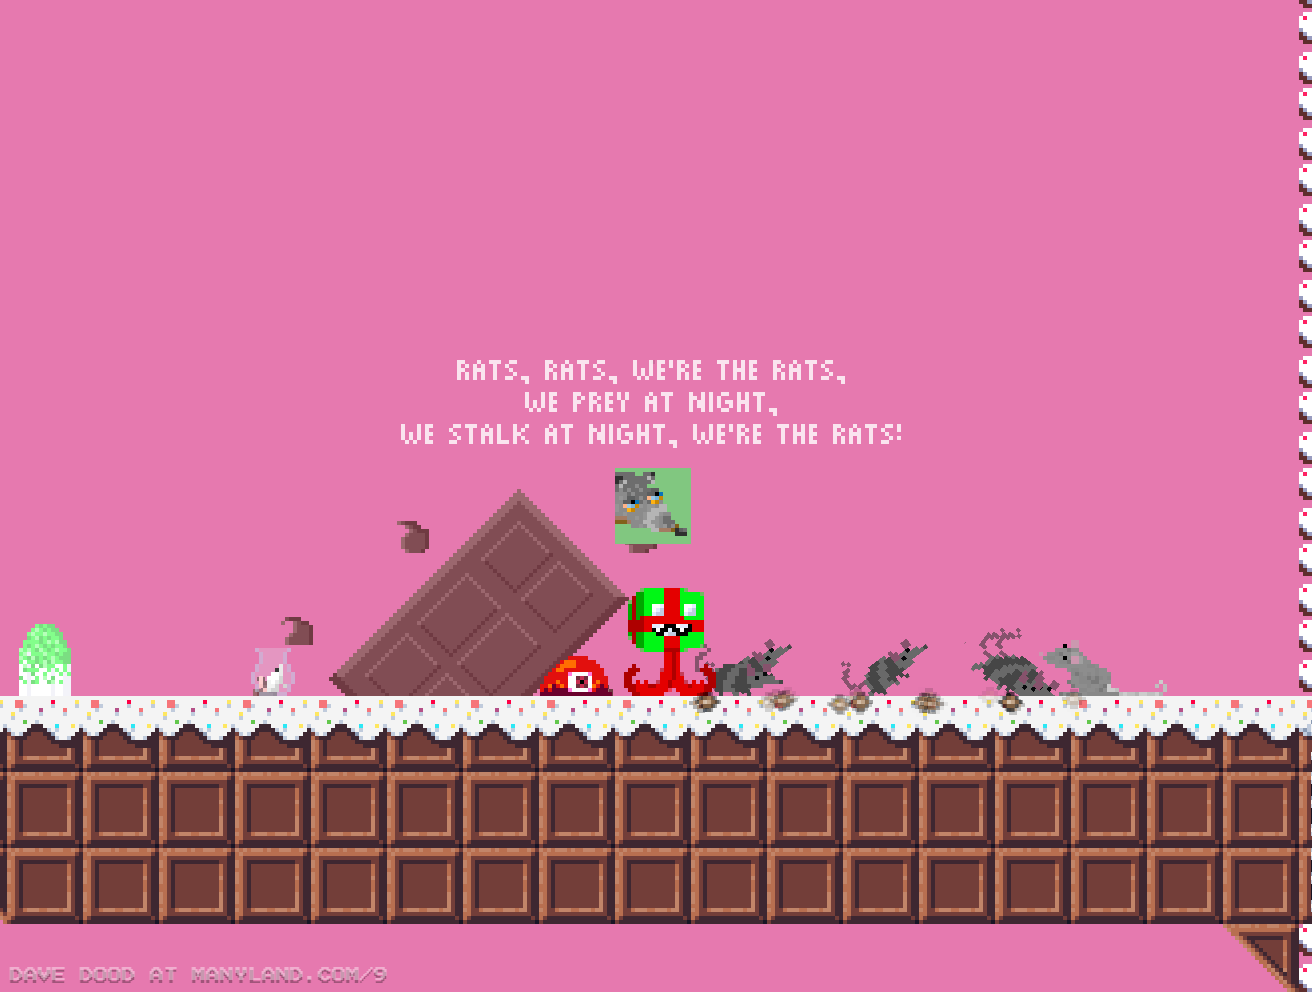 RATS, RATS, WE'RE THE RATS,
WE PREY AT NIGHT,
WE STALK AT NIGHT, WE'RE THE RATS!
DAVE DOOD AT MANYLAND.COM/9